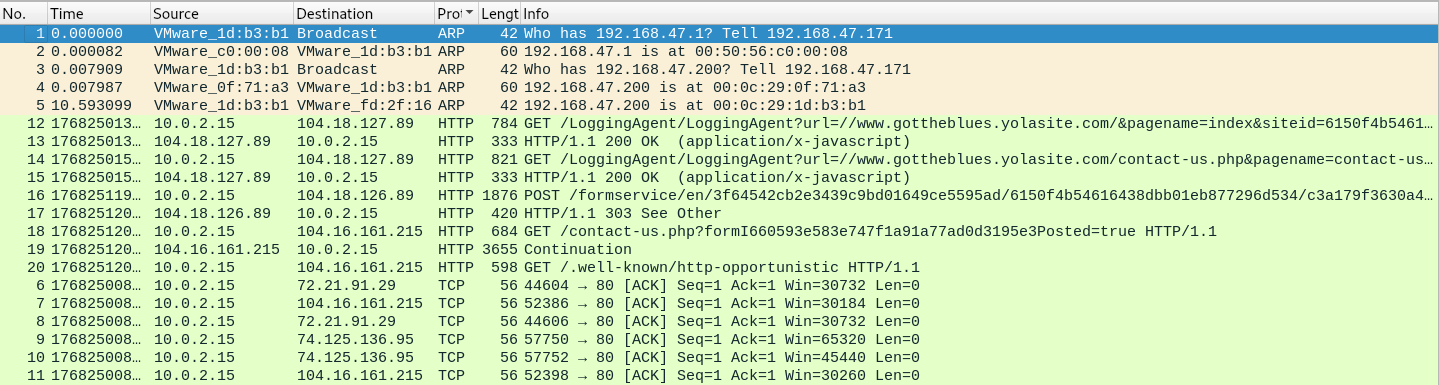 No. Time Source Destination Prot Lengt Info
1 0.000000 VMware_1d:b3:b1 Broadcast ARP 42 Who has 192.168.47.1? Tell 192.168.47.171
2 0.000082 VMware_c0:00:08 VMware_1d:b3:b1 ARP 60 192.168.47.1 is at 00:50:56:c0:00:08
3 0.007909 VMware_1d:b3:b1 Broadcast ARP 42 Who has 192.168.47.200? Tell 192.168.47.171
4 0.007987 VMware_0f:71:a3 VMware_1d:b3:b1 ARP 60 192.168.47.200 is at 00:0c:29:0f:71:a3
5 10.593099 VMware_1d:b3:b1 VMware_fd:2f:16 ARP 42 192.168.47.200 is at 00:0c:29:1d:b3:b1
12 176825013… 10.0.2.15 104.18.127.89 HTTP 784 GET /LoggingAgent/LoggingAgent?url=//www.gottheblues.yolasite.com/&pagename=index&siteid=6150f4b5461…
13 176825013… 104.18.127.89 10.0.2.15 HTTP 333 HTTP/1.1 200 OK (application/x-javascript)
14 176825015… 10.0.2.15 104.18.127.89 HTTP 821 GET /LoggingAgent/LoggingAgent?url=//www.gottheblues.yolasite.com/contact-us.php&pagename=contact-us…
15 176825015… 104.18.127.89 10.0.2.15 HTTP 333 HTTP/1.1 200 OK (application/x-javascript)
16 176825119… 10.0.2.15 104.18.126.89 HTTP 1876 POST /formservice/en/3f64542cb2e3439c9bd01649ce5595ad/6150f4b54616438dbb01eb877296d534/c3a179f3630a4…
17 176825120… 104.18.126.89 10.0.2.15 HTTP 420 HTTP/1.1 303 See Other
18 176825120… 10.0.2.15 104.16.161.215 HTTP 684 GET /contact-us.php?formI660593e583e747f1a91a77ad0d3195e3Posted=true HTTP/1.1
19 176825120… 104.16.161.215 10.0.2.15 HTTP 3655 Continuation
20 176825120… 10.0.2.15 104.16.161.215 HTTP 598 GET /.well-known/http-opportunistic HTTP/1.1
6 176825008… 10.0.2.15 72.21.91.29 TCP 56 44604 → 80 [ACK] Seq=1 Ack=1 Win=30732 Len=0
7 176825008… 10.0.2.15 104.16.161.215 TCP 56 52386 → 80 [ACK] Seq=1 Ack=1 Win=30184 Len=0
8 176825008… 10.0.2.15 72.21.91.29 TCP 56 44606 → 80 [ACK] Seq=1 Ack=1 Win=30732 Len=0
9 176825008… 10.0.2.15 74.125.136.95 TCP 56 57750 → 80 [ACK] Seq=1 Ack=1 Win=65320 Len=0
10 176825008… 10.0.2.15 74.125.136.95 TCP 56 57752 → 80 [ACK] Seq=1 Ack=1 Win=45440 Len=0
11 176825008… 10.0.2.15 104.16.161.215 TCP 56 52398 → 80 [ACK] Seq=1 Ack=1 Win=30260 Len=0